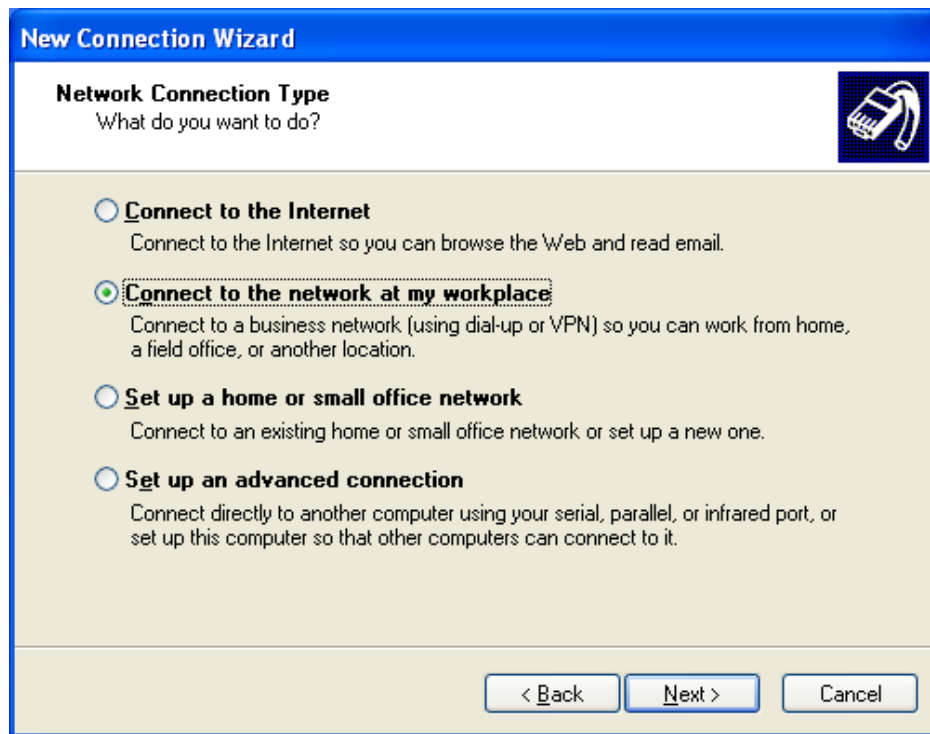 New Connection Wizard
Network Connection Type
What do you want to do?
Connect to the Internet
Connect to the Internet so you can browse the Web and read email.
Connect to the network at my workplace
Connect to a business network (using dial-up or VPN) so you can work from home,
a field office, or another location.
Set up a home or small office network
Connect to an existing home or small office network or set up a new one.
Set up an advanced connection
Connect directly to another computer using your serial, parallel, or infrared port, or
set up this computer so that other computers can connect to it.
< Back Next > Cancel